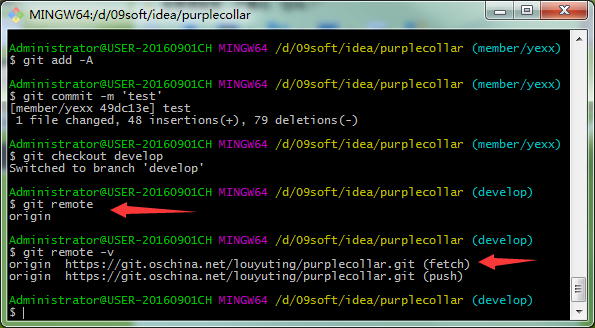 MINGW64:/d/09soft/idea/purplecollar
Administrator@USER-20160901CH MINGW64 /d/09soft/idea/purplecollar (member/yexx)
$ git add -A
Administrator@USER-20160901CH MINGW64 /d/09soft/idea/purplecollar (member/yexx)
$ git commit -m 'test'
[member/yexx 49dc13e] test
1 file changed, 48 insertions(+), 79 deletions(-)
Administrator@USER-20160901CH MINGW64 /d/09soft/idea/purplecollar (member/yexx)
$ git checkout develop
Switched to branch 'develop'
Administrator@USER-20160901CH MINGW64 /d/09soft/idea/purplecollar (develop)
$ git remote
origin
Administrator@USER-20160901CH MINGW64 /d/09soft/idea/purplecollar (develop)
$ git remote -v
origin  https://git.oschina.net/louyuting/purplecollar.git (fetch)
origin  https://git.oschina.net/louyuting/purplecollar.git (push)
Administrator@USER-20160901CH MINGW64 /d/09soft/idea/purplecollar (develop)
$